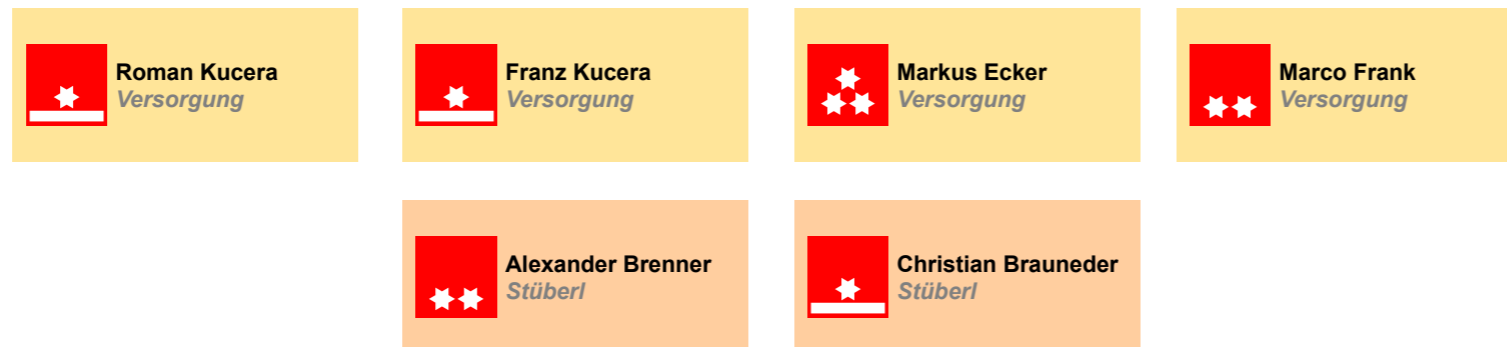 Roman Kucera
Versorgung
Franz Kucera
Versorgung
Markus Ecker
Versorgung
Marco Frank
Versorgung
Alexander Brenner
Stüberl
Christian Brauneder
Stüberl